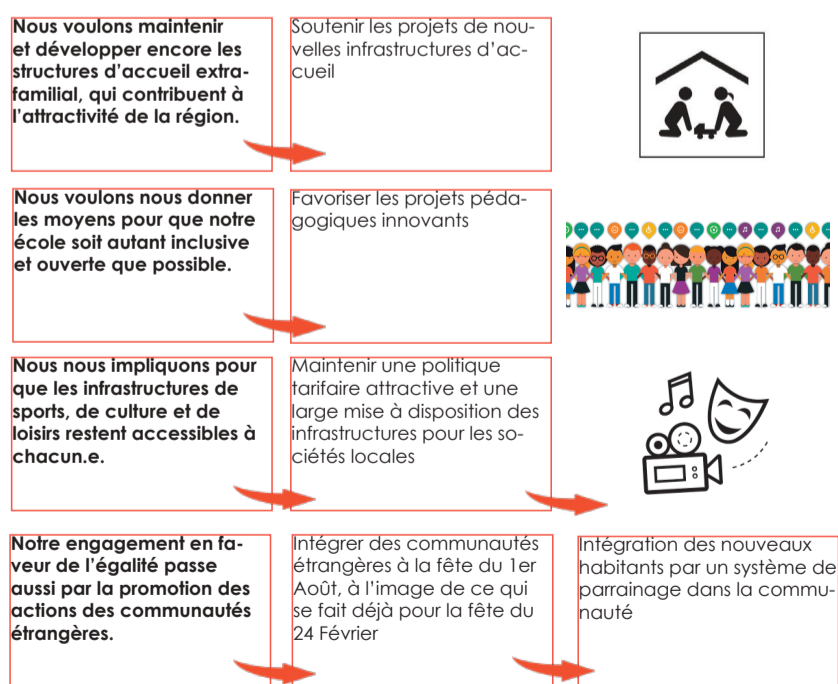 Nous voulons maintenir
et développer encore les
structures d'accueil extra-
familial, qui contribuent à
l'attractivité de la région.
Soutenir les projets de nou-
velles infrastructures d'ac-
cueil
Nous voulons nous donner
les moyens pour que notre
école soit autant inclusive
et ouverte que possible.
Favoriser les projets péda-
gogiques innovants
Nous nous impliquons pour
que les infrastructures de
sports, de culture et de
loisirs restent accessibles à
chacun.e.
Maintenir une politique
tarifaire attractive et une
large mise à disposition des
infrastructures pour les so-
ciétés locales
Notre engagement en fa-
veur de l'égalité passe
aussi par la promotion des
actions des communautés
étrangères.
Intégrer des communautés
étrangères à la fête du 1er
Août, à l'image de ce qui
se fait déjà pour la fête du
24 Février
Intégration des nouveaux
habitants par un système de
parrainage dans la commu-
nauté